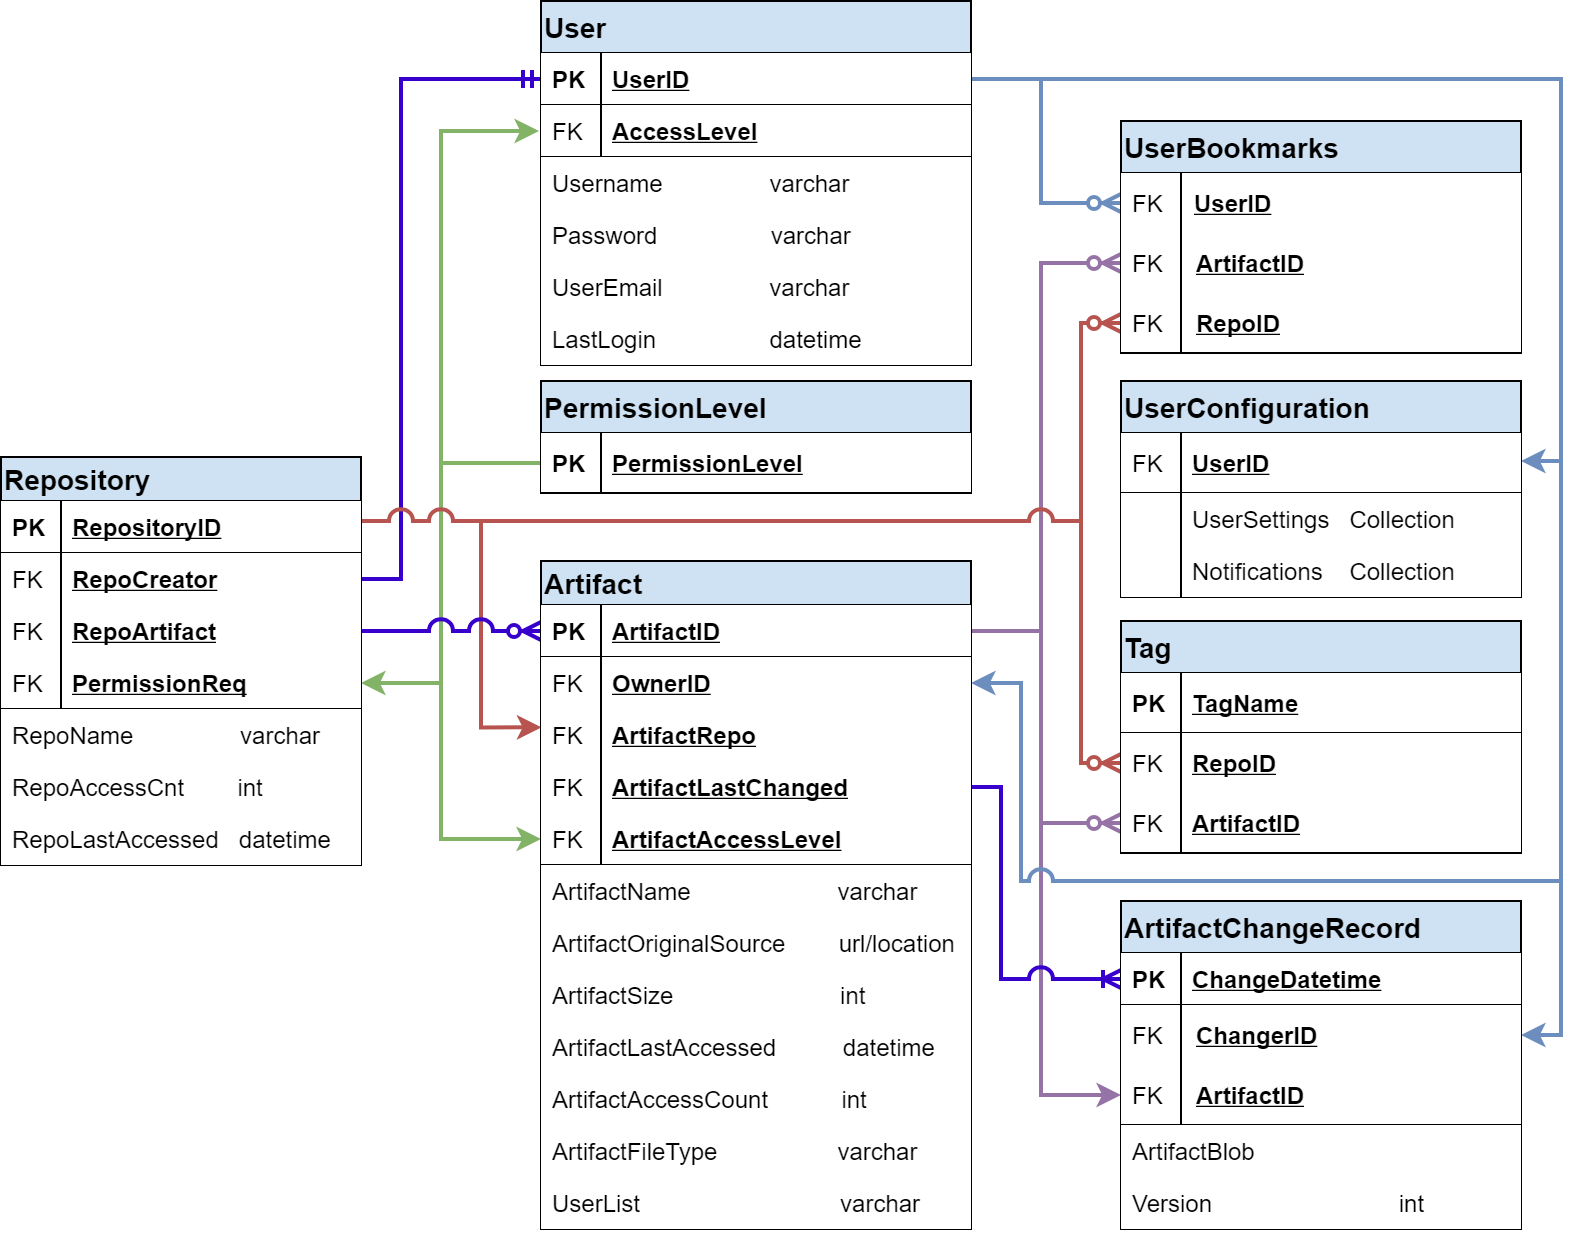 User
PK UserID
FK AccessLevel
Username varchar
Password varchar
UserEmail varchar
LastLogin datetime
PermissionLevel
PK PermissionLevel
Repository
PK RepositoryID
FK RepoCreator
FK RepoArtifact
FK PermissionReq
RepoName varchar
RepoAccessCnt int
RepoLastAccessed datetime
Artifact
PK ArtifactID
FK OwnerID
FK ArtifactRepo
FK ArtifactLastChanged
FK ArtifactAccessLevel
ArtifactName varchar
ArtifactOriginalSource url/location
ArtifactSize int
ArtifactLastAccessed datetime
ArtifactAccessCount int
ArtifactFileType varchar
UserList varchar
UserBookmarks
FK UserID
FK ArtifactID
FK RepoID
UserConfiguration
FK UserID
UserSettings Collection
Notifications Collection
Tag
PK TagName
FK RepoID
FK ArtifactID
ArtifactChangeRecord
PK ChangeDatetime
FK ChangerID
FK ArtifactID
ArtifactBlob
Version int